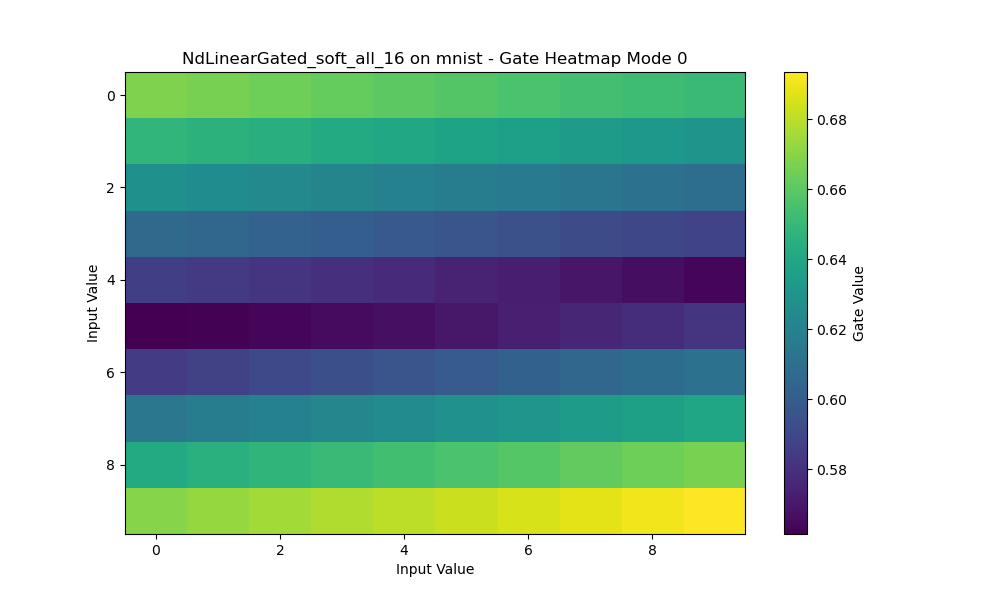 NdLinearGated_soft_all_16 on mnist - Gate Heatmap Mode 0
0
2
4
6
8
Input Value
0 2 4 6 8
Input Value
0.68
0.66
0.64
0.62
0.60
0.58
Gate Value